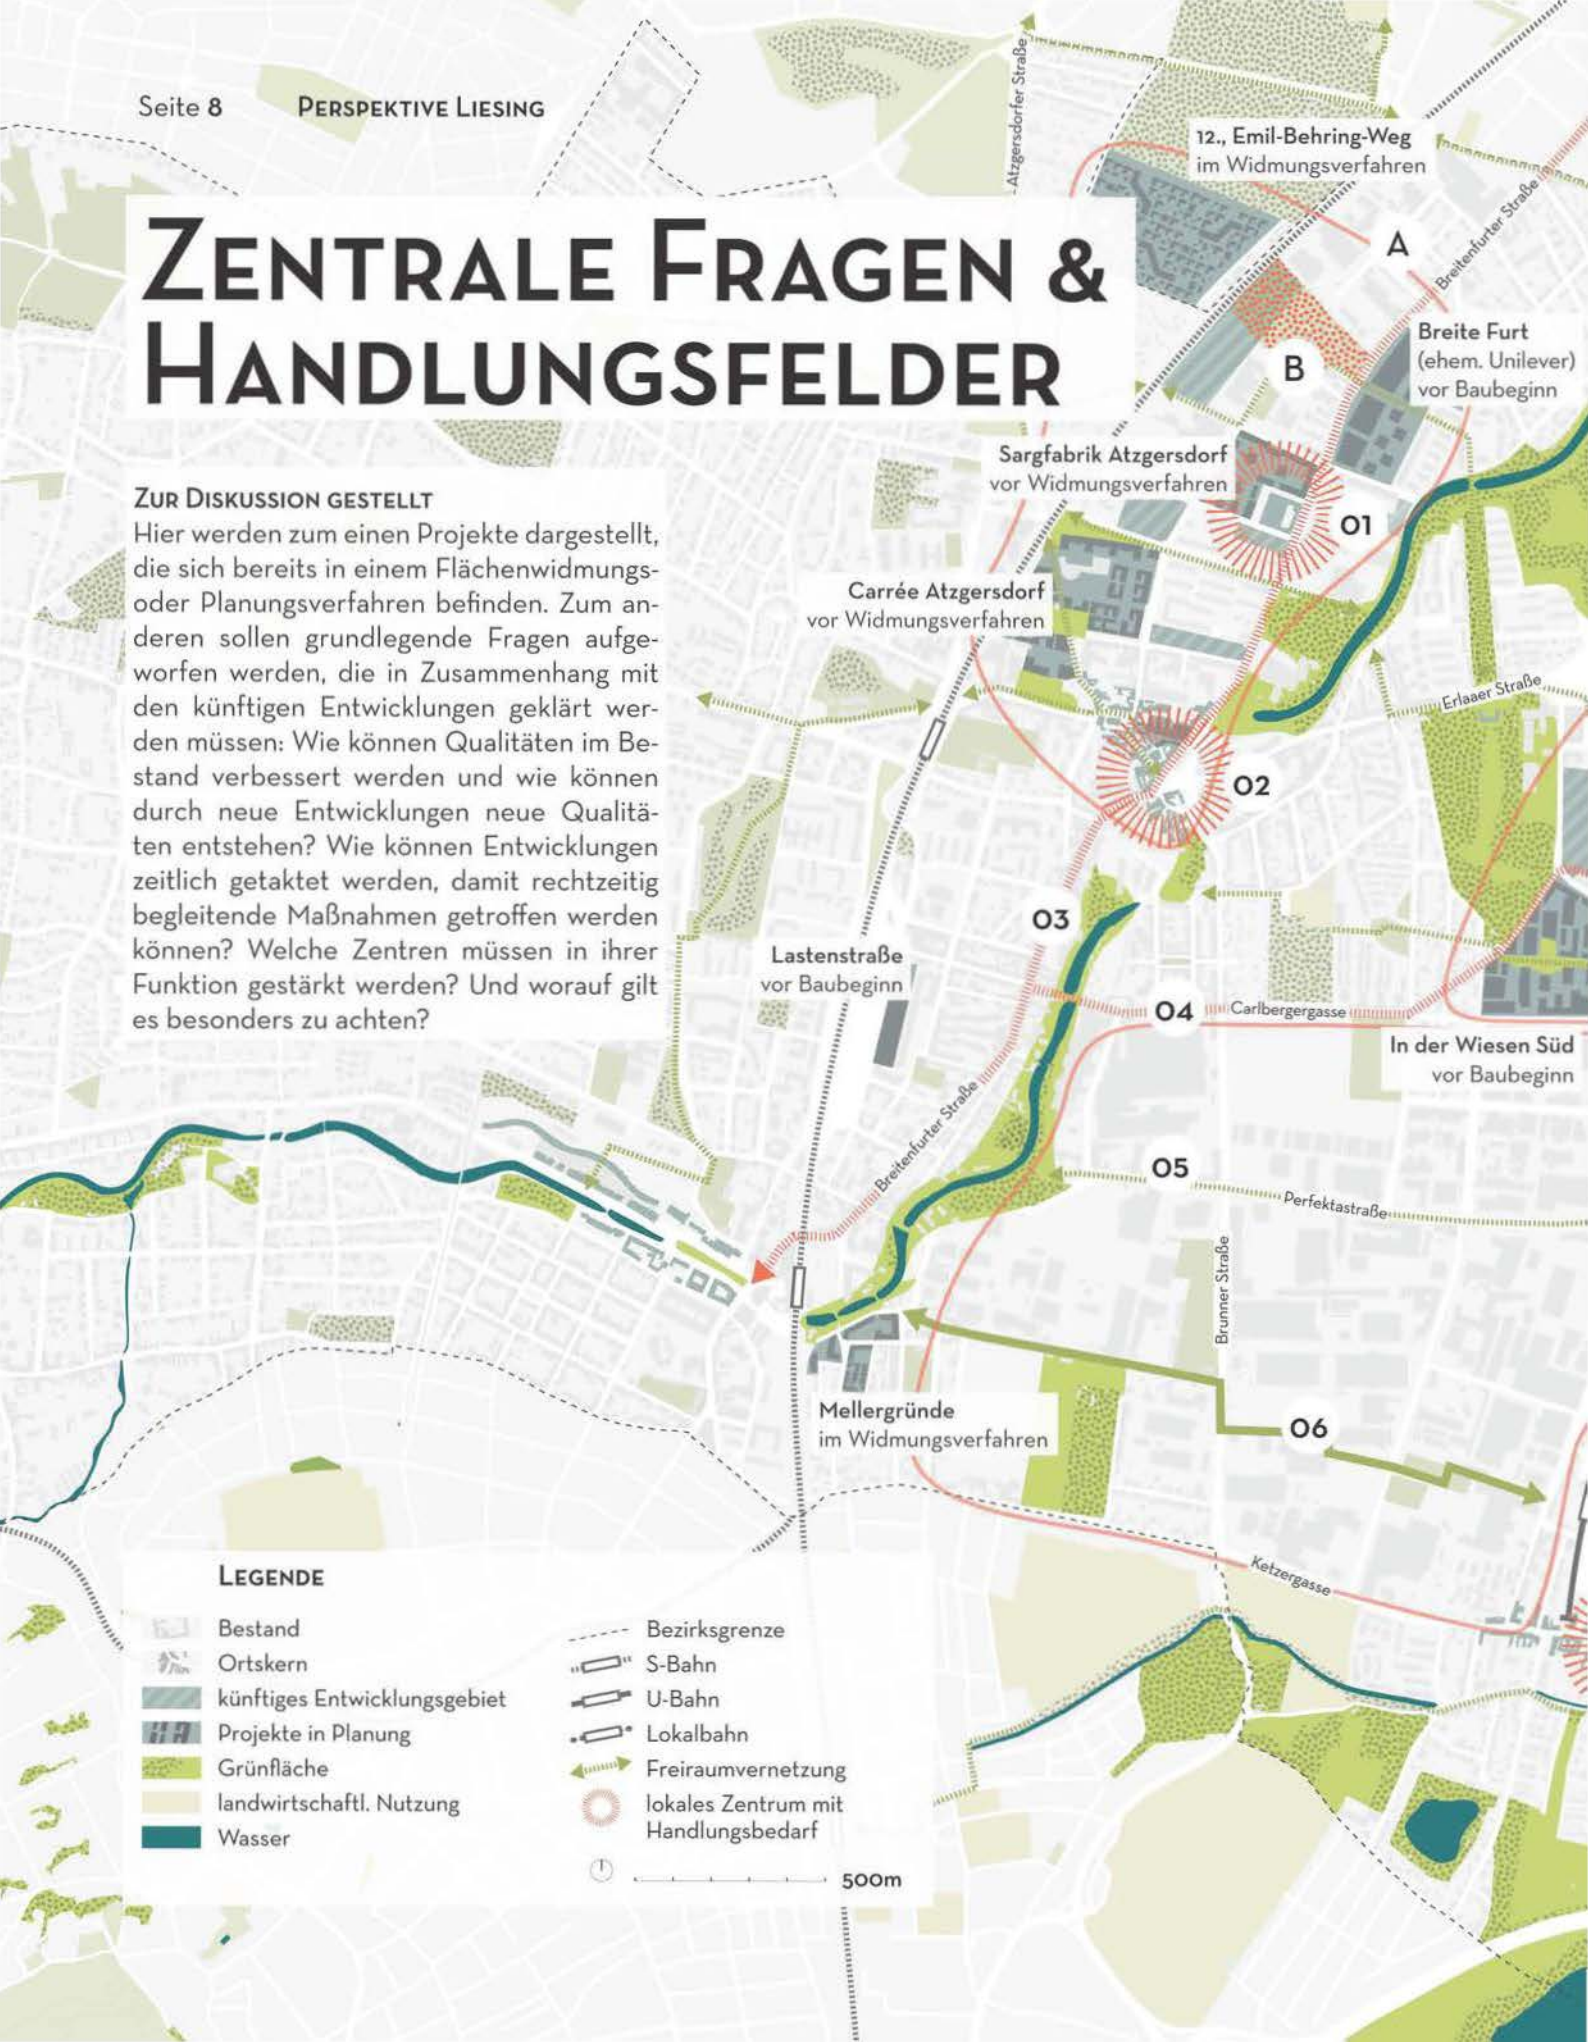 Seite 8 PERSPEKTIVE LIESING
Atzgersdorfer Straße
12., Emil-Behring-Weg
im Widmungsverfahren
ZENTRALE FRAGEN &
HANDLUNGSFELDER
A
Breitenfurter Straße
Breite Furt
(ehem. Unilever)
vor Baubeginn
B
Sargfabrik Atzgersdorf
vor Widmungsverfahren
01
ZUR DISKUSSION GESTELLT
Hier werden zum einen Projekte dargestellt,
die sich bereits in einem Flächenwidmungs-
oder Planungsverfahren befinden. Zum an-
deren sollen grundlegende Fragen aufge-
worfen werden, die in Zusammenhang mit
den künftigen Entwicklungen geklärt wer-
den müssen: Wie können Qualitäten im Be-
stand verbessert werden und wie können
durch neue Entwicklungen neue Qualitä-
ten entstehen? Wie können Entwicklungen
zeitlich getaktet werden, damit rechtzeitig
begleitende Maßnahmen getroffen werden
können? Welche Zentren müssen in ihrer
Funktion gestärkt werden? Und worauf gilt
es besonders zu achten?
Carrée Atzgersdorf
vor Widmungsverfahren
Erlaaer Straße
02
03
Lastenstraße
vor Baubeginn
04
Carlbergergasse
In der Wiesen Süd
vor Baubeginn
Breitenfurter Straße
05
Perfektastraße
Brunner Straße
Mellergründe
im Widmungsverfahren
06
Ketzergasse
LEGENDE
Bestand
Ortskern
künftiges Entwicklungsgebiet
Projekte in Planung
Grünfläche
landwirtschaftl. Nutzung
Wasser
Bezirksgrenze
S-Bahn
U-Bahn
Lokalbahn
Freiraumvernetzung
lokales Zentrum mit
Handlungsbedarf
500m